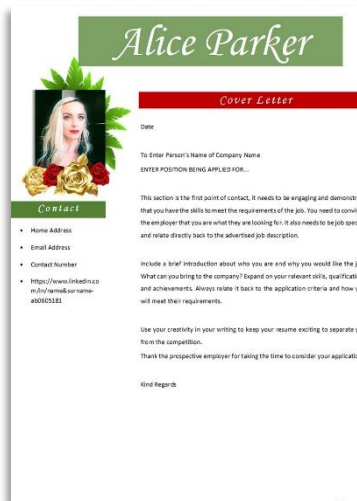 Alice Parker
Cover Letter
Date
To Enter Person's Name of Company Name
ENTER POSITION BEING APPLIED FOR...
This section is the first point of contact, it needs to be engaging and demonstr
that you have the skills to meet the requirements of the job. You need to convi
the employer that you are what they are looking for. It also needs to be job spec
and relate directly back to the advertised job description.
Include a brief introduction about who you are and why you would like the j
What can you bring to the company? Expand on your relevant skills, qualificati
and achievements. Always relate it back to the application criteria and how y
will meet their requirements.
Use your creativity in your writing to keep your resume exciting to separate y
from the competition.
Thank the prospective employer for taking the time to consider your applicatio
Kind Regards
Contact
• Home Address
• Email Address
• Contact Number
• https://www.linkedin.co
m/in/name&surname-
ab0605181